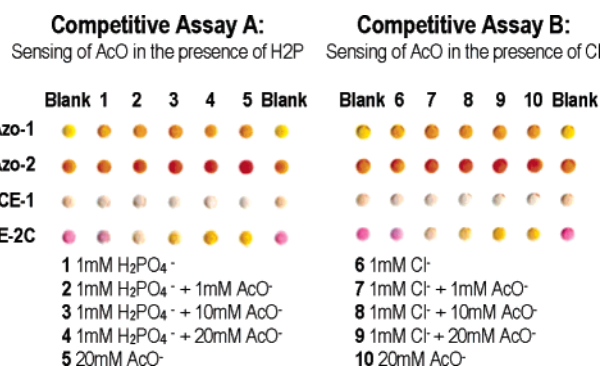 Competitive Assay A: Competitive Assay B:
Sensing of AcO in the presence of H2P Sensing of AcO in the presence of Cl
Blank 1 2 3 4 5 Blank Blank 6 7 8 9 10 Blank
zo-1
zo-2
CE-1
E-2C
1 1mM H₂PO₄⁻ 6 1mM Cl⁻
2 1mM H₂PO₄⁻ + 1mM AcO⁻ 7 1mM Cl⁻ + 1mM AcO⁻
3 1mM H₂PO₄⁻ + 10mM AcO⁻ 8 1mM Cl⁻ + 10mM AcO⁻
4 1mM H₂PO₄⁻ + 20mM AcO⁻ 9 1mM Cl⁻ + 20mM AcO⁻
5 20mM AcO⁻ 10 20mM AcO⁻